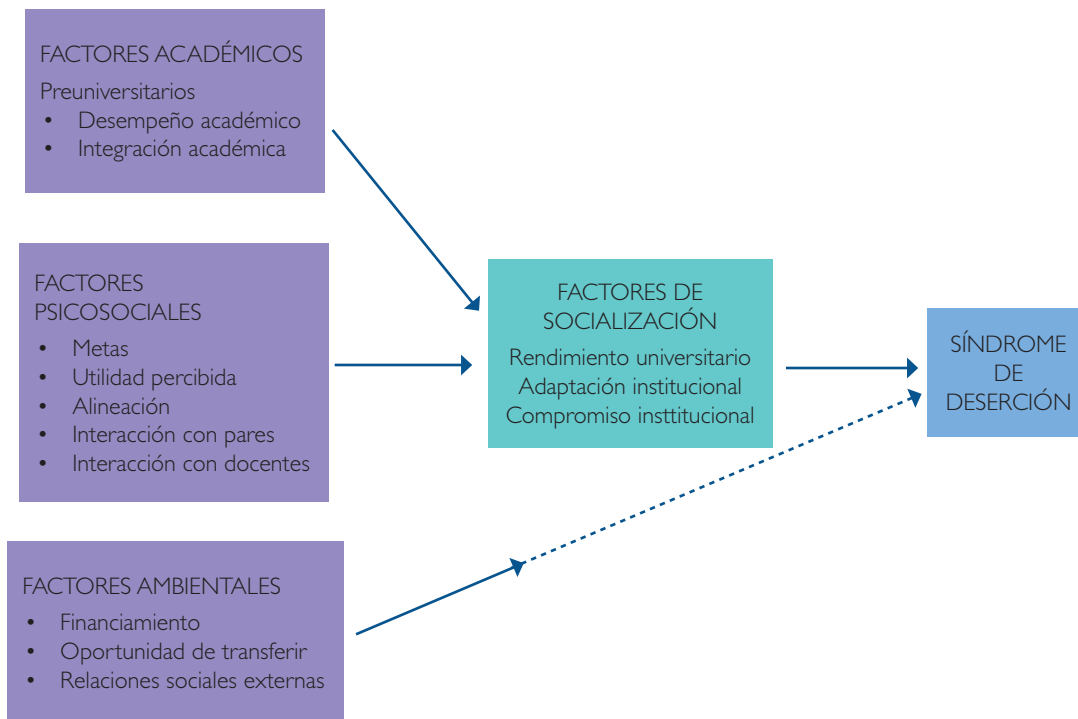 FACTORES ACADÉMICOS
Preuniversitarios
• Desempeño académico
• Integración académica
FACTORES
PSICOSOCIALES
• Metas
• Utilidad percibida
• Alineación
• Interacción con pares
• Interacción con docentes
FACTORES AMBIENTALES
• Financiamiento
• Oportunidad de transferir
• Relaciones sociales externas
FACTORES DE
SOCIALIZACIÓN
Rendimiento universitario
Adaptación institucional
Compromiso insttitucional
SÍNDROME
DE
DESERCIÓN